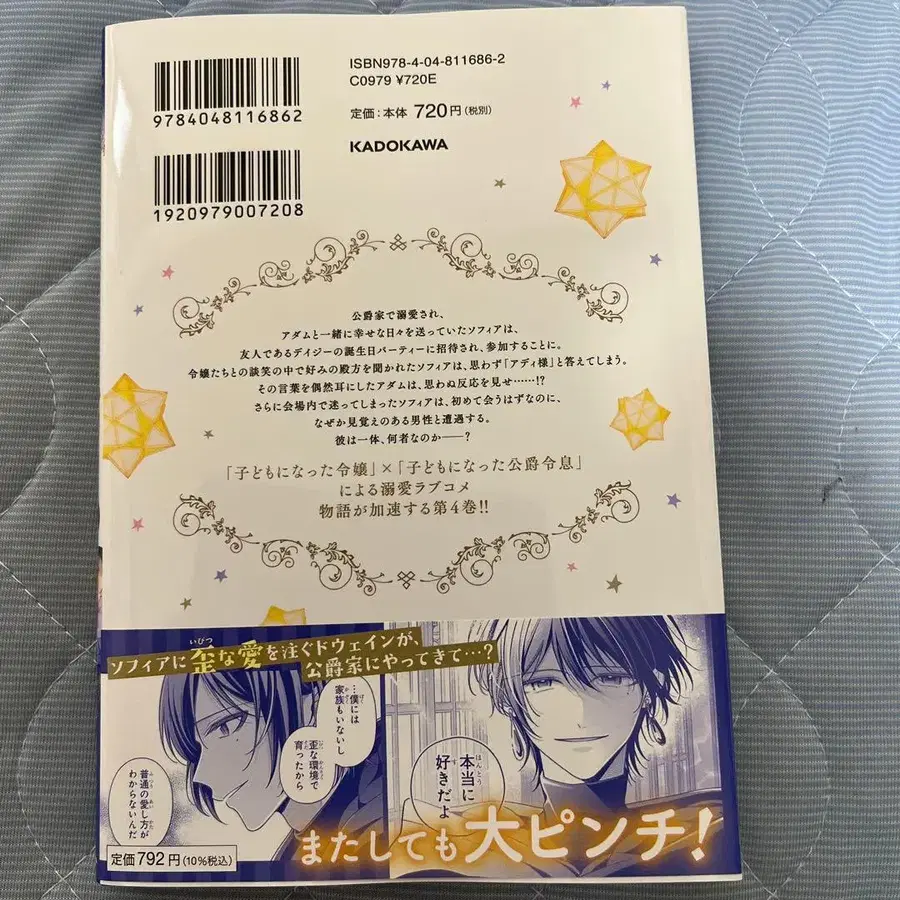 9784048116862
1920979007208
ISBN978-4-04-811686-2
C0979 ¥720E
定価:本体 720円(税別)
KADOKAWA
公爵家で溺愛され、
アダムと一緒に幸せな日々を送っていたソフィアは、
友人であるデイジーの誕生日パーティーに招待され、参加することに。
令嬢たちとの談笑の中で好みの殿方を聞かれたソフィアは、思わず「アディ様」と答えてしまう。
その言葉を偶然耳にしたアダムは、思わぬ反応を見せ……!?
さらに会場内で迷ってしまったソフィアは、初めて会うはずなのに、
なぜか見覚えのある男性と遭遇する。
彼は一体、何者なのか――?
「子どもになった令嬢」×「子どもになった公爵令息」
による溺愛ラブコメ
物語が加速する第4巻!!
ソフィアに歪な愛を注ぐドウェインが、
いびつ
公爵家にやってきて…?
…僕には
家族もいないし
歪な環境で
育ったから
普通の愛し方が
わからないんだ
本当に
好きだよ
またしても大ピンチ!
定価792円(10%税込)